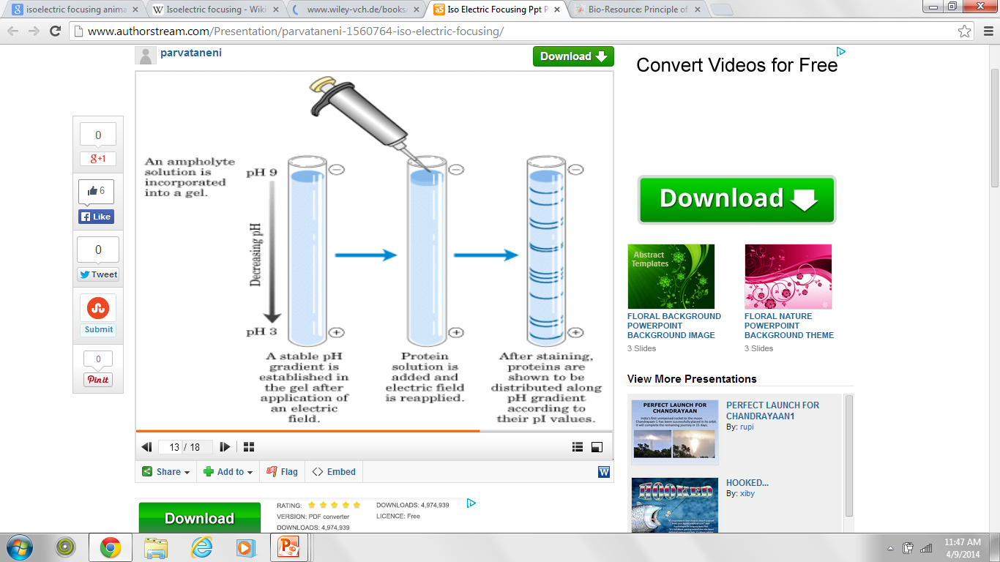 isoelectric focusing anima
Isoelectric focusing - Wiki
www.wiley-vch.de/books/
Iso Electric Focusing Ppt P
Bio-Resource: Principle of
www.authorstream.com/Presentation/parvataneni-1560764-iso-electric-focusing/
parvataneni
Download
Convert Videos for Free
0
g+1
6
Like
0
Tweet
Submit
0
Pin it
An ampholyte
solution is
incorporated
into a gel.
pH 9
Decreasing pH
pH 3
−
+
−
+
−
+
A stable pH
gradient is
established in
the gel after
application of
an electric
field.
Protein
solution is
added and
electric field
is reapplied.
After staining,
proteins are
shown to be
distributed along
pH gradient
according to
their pI values.
Download
Abstract
Templates
FLORAL BACKGROUND
POWERPOINT
BACKGROUND IMAGE
3 Slides
FLORAL NATURE
POWERPOINT
BACKGROUND THEME
3 Slides
View More Presentations
PERFECT LAUNCH FOR
CHANDRAYAAN
PERFECT LAUNCH FOR
CHANDRAYAAN1
By: rupi
HOOKED
HOOKED...
By: xiby
13 / 18
Share
Add to
Flag
Embed
W
Download
RATING:
VERSION: PDF converter
DOWNLOADS: 4,974,939
DOWNLOADS: 4,974,939
LICENCE: Free
11:47 AM
4/9/2014